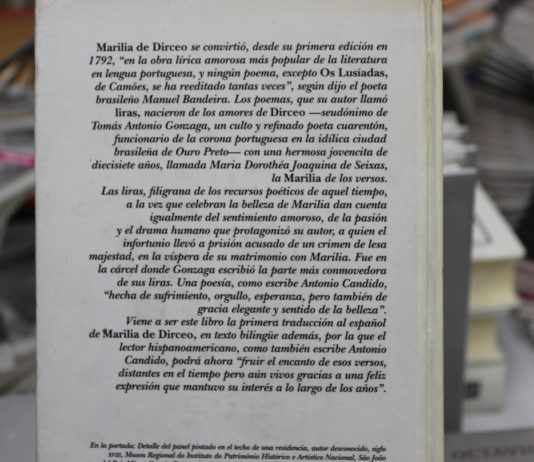 Marilia de Dirceo se convirtió, desde su primera edición en
1792, “en la obra lírica amorosa más popular de la literatura
en lengua portuguesa, y ningún poema, excepto Os Lusíadas,
de Camões, se ha reeditado tantas veces”, según dijo el poeta
brasileño Manuel Bandeira. Los poemas, que su autor llamó
liras, nacieron de los amores de Dirceo —seudónimo de
Tomás Antonio Gonzaga, un culto y refinado poeta cuarentón,
funcionario de la corona portuguesa en la idílica ciudad
brasileña de Ouro Preto— con una hermosa jovencita de
diecisiete años, llamada Maria Dorothéa Joaquina de Seixas,
la Marilia de los versos.
Las liras, filigrana de los recursos poéticos de aquel tiempo,
a la vez que celebran la belleza de Marilia dan cuenta
igualmente del sentimiento amoroso, de la pasión
y el drama humano que protagonizó su autor, a quien el
infortunio llevó a prisión acusado de un crimen de lesa
majestad, en la víspera de su matrimonio con Marilia. Fue en
la cárcel donde Gonzaga escribió la parte más conmovedora
de sus liras. Una poesía, como escribe Antonio Candido,
“hecha de sufrimiento, orgullo, esperanza, pero también de
gracia elegante y sentido de la belleza”.
Viene a ser este libro la primera traducción al español
de Marilia de Dirceo, en texto bilingüe además, por la que el
lector hispanoamericano, como también escribe Antonio
Candido, podrá ahora “fruir el encanto de esos versos,
distantes en el tiempo pero aún vivos gracias a una feliz
expresión que mantuvo su interés a lo largo de los años”.
En la portada: Detalle del panel pintado en el techo de una residencia, autor desconocido, siglo
XVIII, Museu Regional do Instituto do Patrimônio Histórico e Artístico Nacional, São João
OCTAVIO